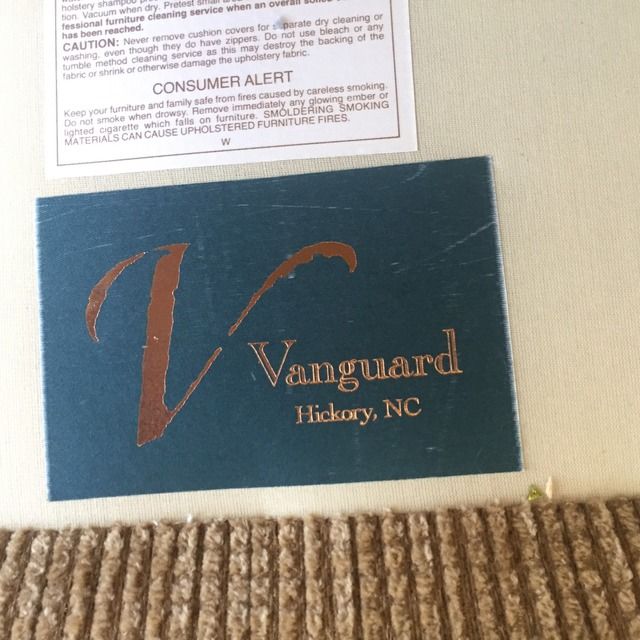 holstery shampoo
tion. Vacuum when dry. Pretest small
fessional furniture cleaning service when an overall soiled
has been reached.
CAUTION: Never remove cushion covers for separate dry cleaning or
washing, even though they do have zippers. Do not use bleach or any
tumble method cleaning service as this may destroy the backing of the
fabric or shrink or otherwise damage the upholstery fabric.
CONSUMER ALERT
Keep your furniture and family safe from fires caused by careless smoking.
Do not smoke when drowsy. Remove immediately any glowing ember or
lighted cigarette which falls on furniture. SMOLDERING SMOKING
MATERIALS CAN CAUSE UPHOLSTERED FURNITURE FIRES.
W
V
Vanguard
Hickory, NC